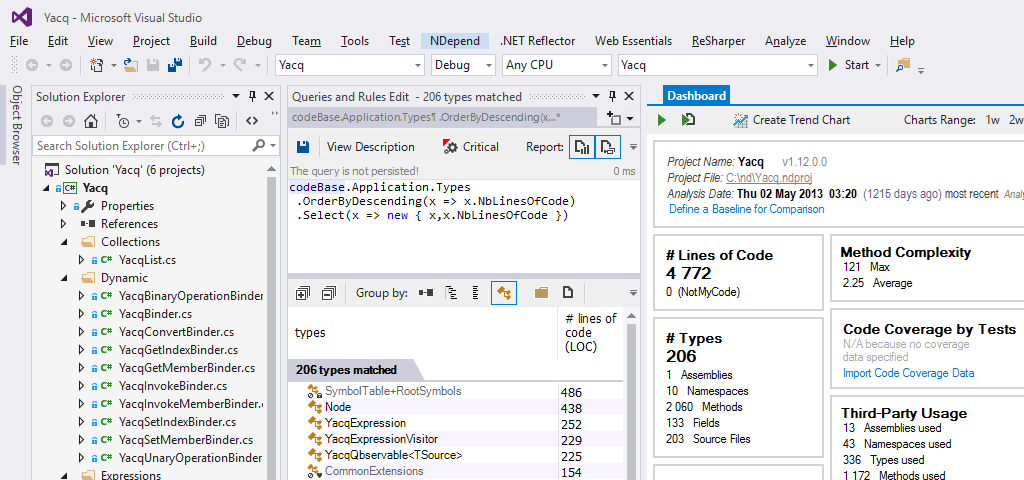 Yacq - Microsoft Visual Studio
File Edit View Project Build Debug Team Tools Test NDepend .NET Reflector Web Essentials ReSharper Analyze Window Help
Yacq Debug Any CPU Yacq Start
Object Browser
Solution Explorer
Search Solution Explorer (Ctrl+;)
Solution 'Yacq' (6 projects)
C# Yacq
Properties
References
Collections
C# YacqList.cs
Dynamic
C# YacqBinaryOperationBinder
C# YacqBinder.cs
C# YacqConvertBinder.cs
C# YacqGetIndexBinder.cs
C# YacqGetMemberBinder.cs
C# YacqInvokeBinder.cs
C# YacqInvokeMemberBinder.
C# YacqSetIndexBinder.cs
C# YacqSetMemberBinder.cs
C# YacqUnaryOperationBinder
Expressions
Queries and Rules Edit - 206 types matched
codeBase.Application.Types¶ .OrderByDescending(x...*
View Description Critical Report:
The query is not persisted! 0 ms
codeBase.Application.Types
.OrderByDescending(x => x.NbLinesOfCode)
.Select(x => new { x,x.NbLinesOfCode })
Group by:
types
# lines of
code
(LOC)
206 types matched
SymbolTable+RootSymbols 486
Node 438
YacqExpression 252
YacqExpressionVisitor 229
YacqQbservable<TSource> 225
CommonExtensions 154
Dashboard
Create Trend Chart Charts Range: 1w 2w
Project Name: Yacq v1.12.0.0
Project File: C:\nd\Yacq.ndproj
Analysis Date: Thu 02 May 2013 03:20 (1215 days ago) most recent Analy
Define a Baseline for Comparison
# Lines of Code
4 772
0 (NotMyCode)
# Types
206
1 Assemblies
10 Namespaces
2 060 Methods
133 Fields
203 Source Files
Method Complexity
121 Max
2.25 Average
Code Coverage by Tests
N/A because no coverage
data specified
Import Code Coverage Data
Third-Party Usage
13 Assemblies used
43 Namespaces used
336 Types used
1 172 Methods used